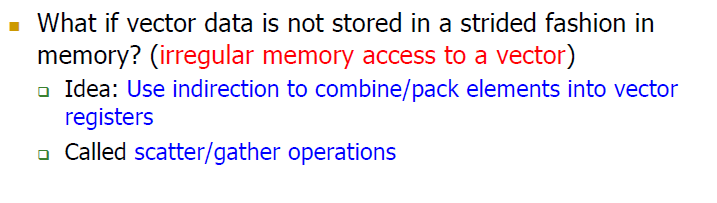 What if vector data is not stored in a strided fashion in
memory? (irregular memory access to a vector)
Idea: Use indirection to combine/pack elements into vector
registers
Called scatter/gather operations